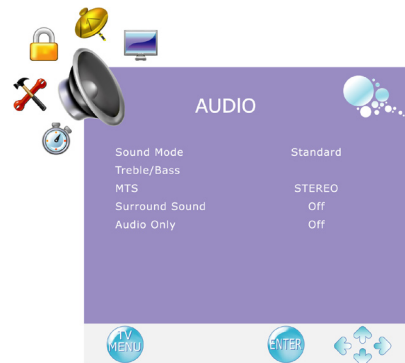 AUDIO
Sound Mode Standard
Treble/Bass
MTS STEREO
Surround Sound Off
Audio Only Off
TV MENU ENTER